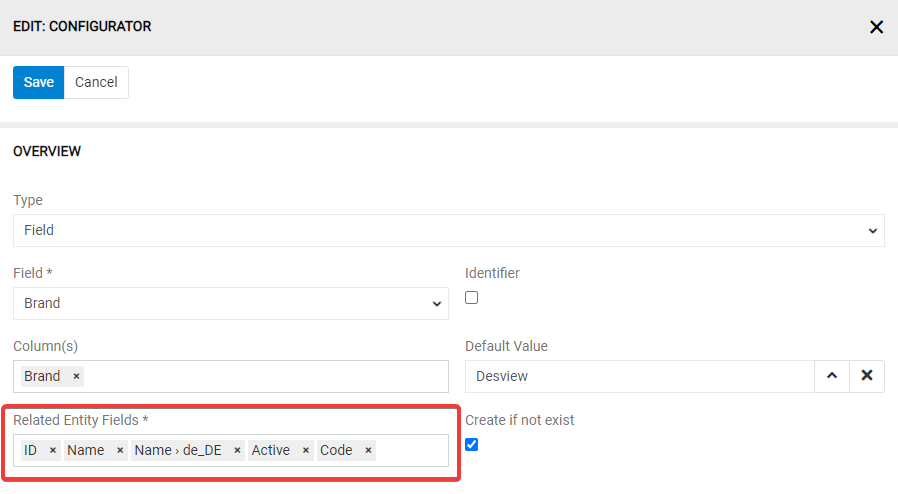 EDIT: CONFIGURATOR
Save Cancel
OVERVIEW
Type
Field
Field * Identifier
Brand
Column(s) Default Value
Brand × Desview
Related Entity Fields * Create if not exist
ID × Name × Name › de_DE × Active × Code ×